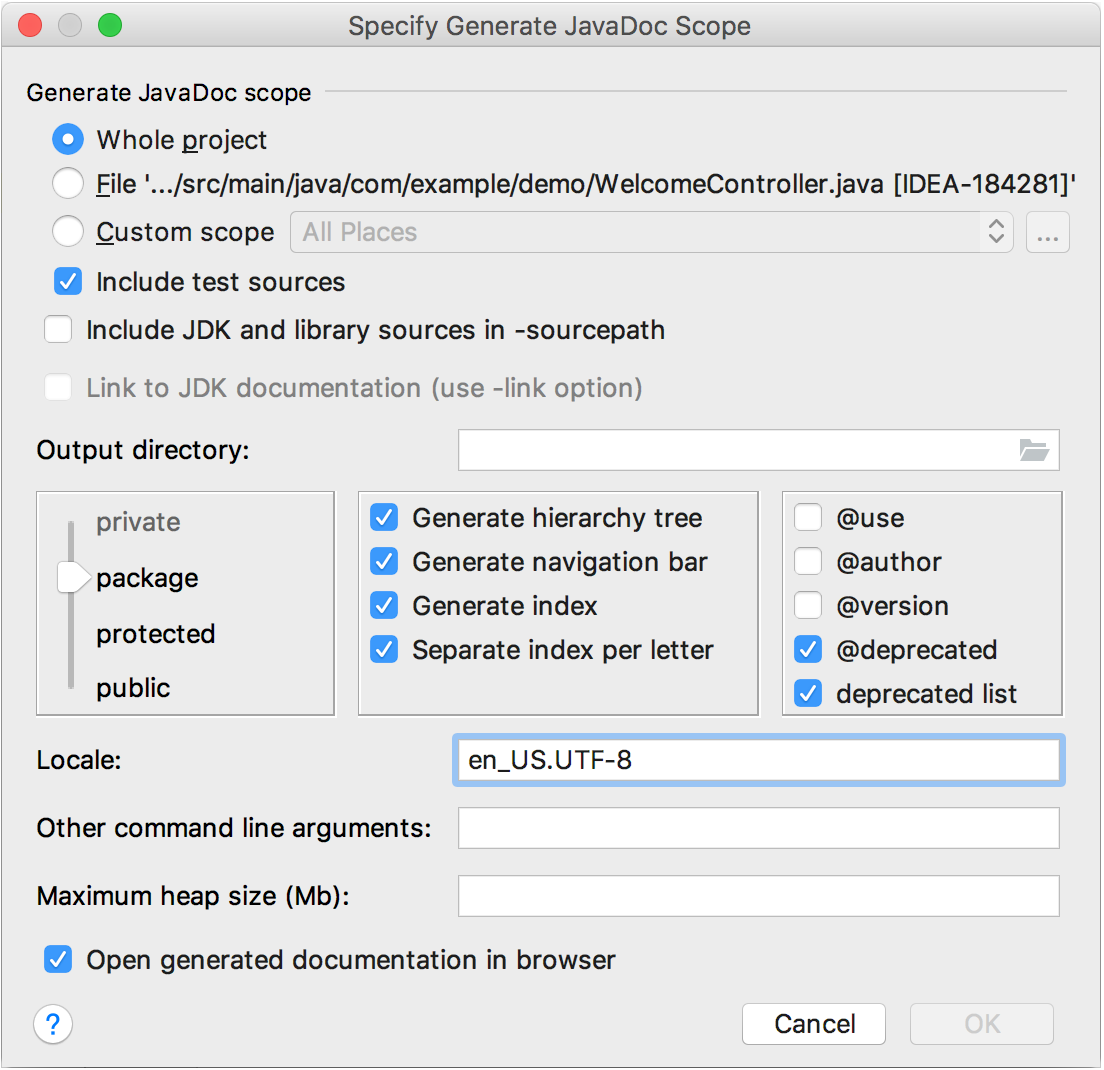 Specify Generate JavaDoc Scope
Generate JavaDoc scope
Whole project
File '.../src/main/java/com/example/demo/WelcomeController.java [IDEA-184281]'
Custom scope All Places ...
Include test sources
Include JDK and library sources in -sourcepath
Link to JDK documentation (use -link option)
Output directory:
private
package
protected
public
Generate hierarchy tree
Generate navigation bar
Generate index
Separate index per letter
@use
@author
@version
@deprecated
deprecated list
Locale: en_US.UTF-8
Other command line arguments:
Maximum heap size (Mb):
Open generated documentation in browser
? Cancel OK